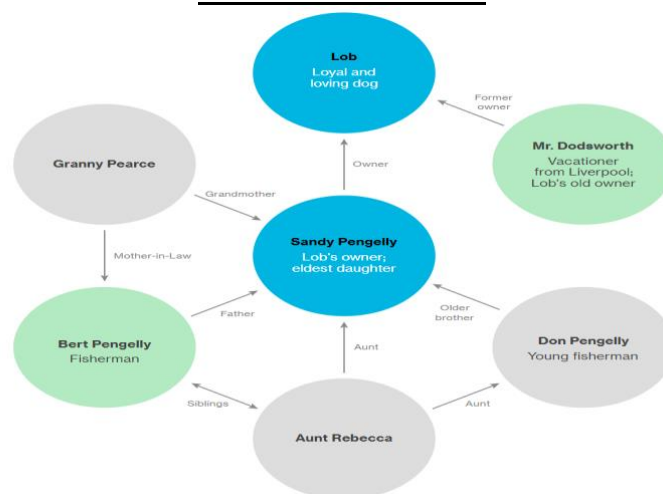 Lob
Loyal and
loving dog
Former
owner
Mr. Dodsworth
Vacationer
from Liverpool;
Lob's old owner
Granny Pearce
Owner
Grandmother
Sandy Pengelly
Lob's owner;
eldest daughter
Mother-in-Law
Father
Older
brother
Bert Pengelly
Fisherman
Don Pengelly
Young fisherman
Aunt
Siblings
Aunt
Aunt Rebecca